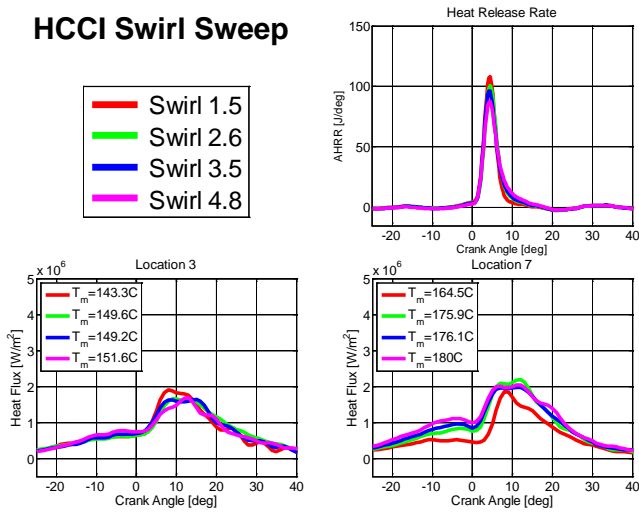 HCCI Swirl Sweep
Swirl 1.5
Swirl 2.6
Swirl 3.5
Swirl 4.8
Heat Release Rate
150
100
50
0
AHRR [J/deg]
-20 -10 0 10 20 30 40
Crank Angle [deg]
Location 3
x 10^6
5
4
3
2
1
0
Heat Flux [W/m^2]
T_m=143.3C
T_m=149.6C
T_m=149.2C
T_m=151.6C
-20 -10 0 10 20 30 40
Crank Angle [deg]
Location 7
x 10^6
5
4
3
2
1
0
Heat Flux [W/m^2]
T_m=164.5C
T_m=175.9C
T_m=176.1C
T_m=180C
-20 -10 0 10 20 30 40
Crank Angle [deg]